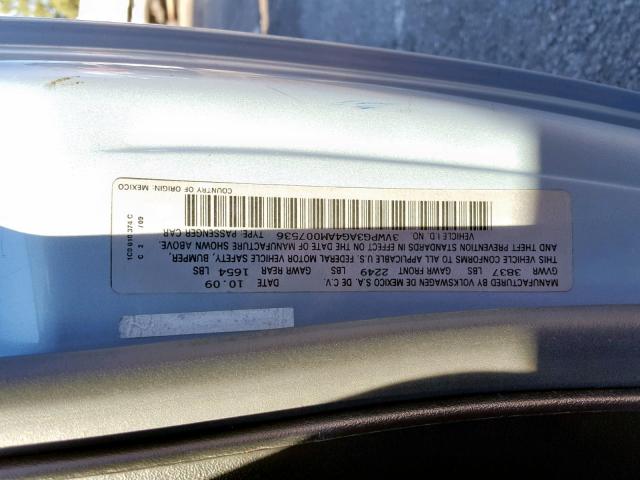 MANUFACTURED BY VOLKSWAGEN DE MEXICO S.A. DE C.V. DATE 10.09
GVWR 3837 LBS GAWR FRONT 2249 LBS GAWR REAR 1654 LBS
THIS VEHICLE CONFORMS TO ALL APPLICABLE U.S. FEDERAL MOTOR VEHICLE SAFETY, BUMPER,
AND THEFT PREVENTION STANDARDS IN EFFECT ON THE DATE OF MANUFACTURE SHOWN ABOVE.
VEHICLE I.D. NO. 3VWPG3AG4AM007536 TYPE: PASSENGER CAR
COUNTRY OF ORIGIN: MEXICO
1C0 010 374 C
C 2 / 09